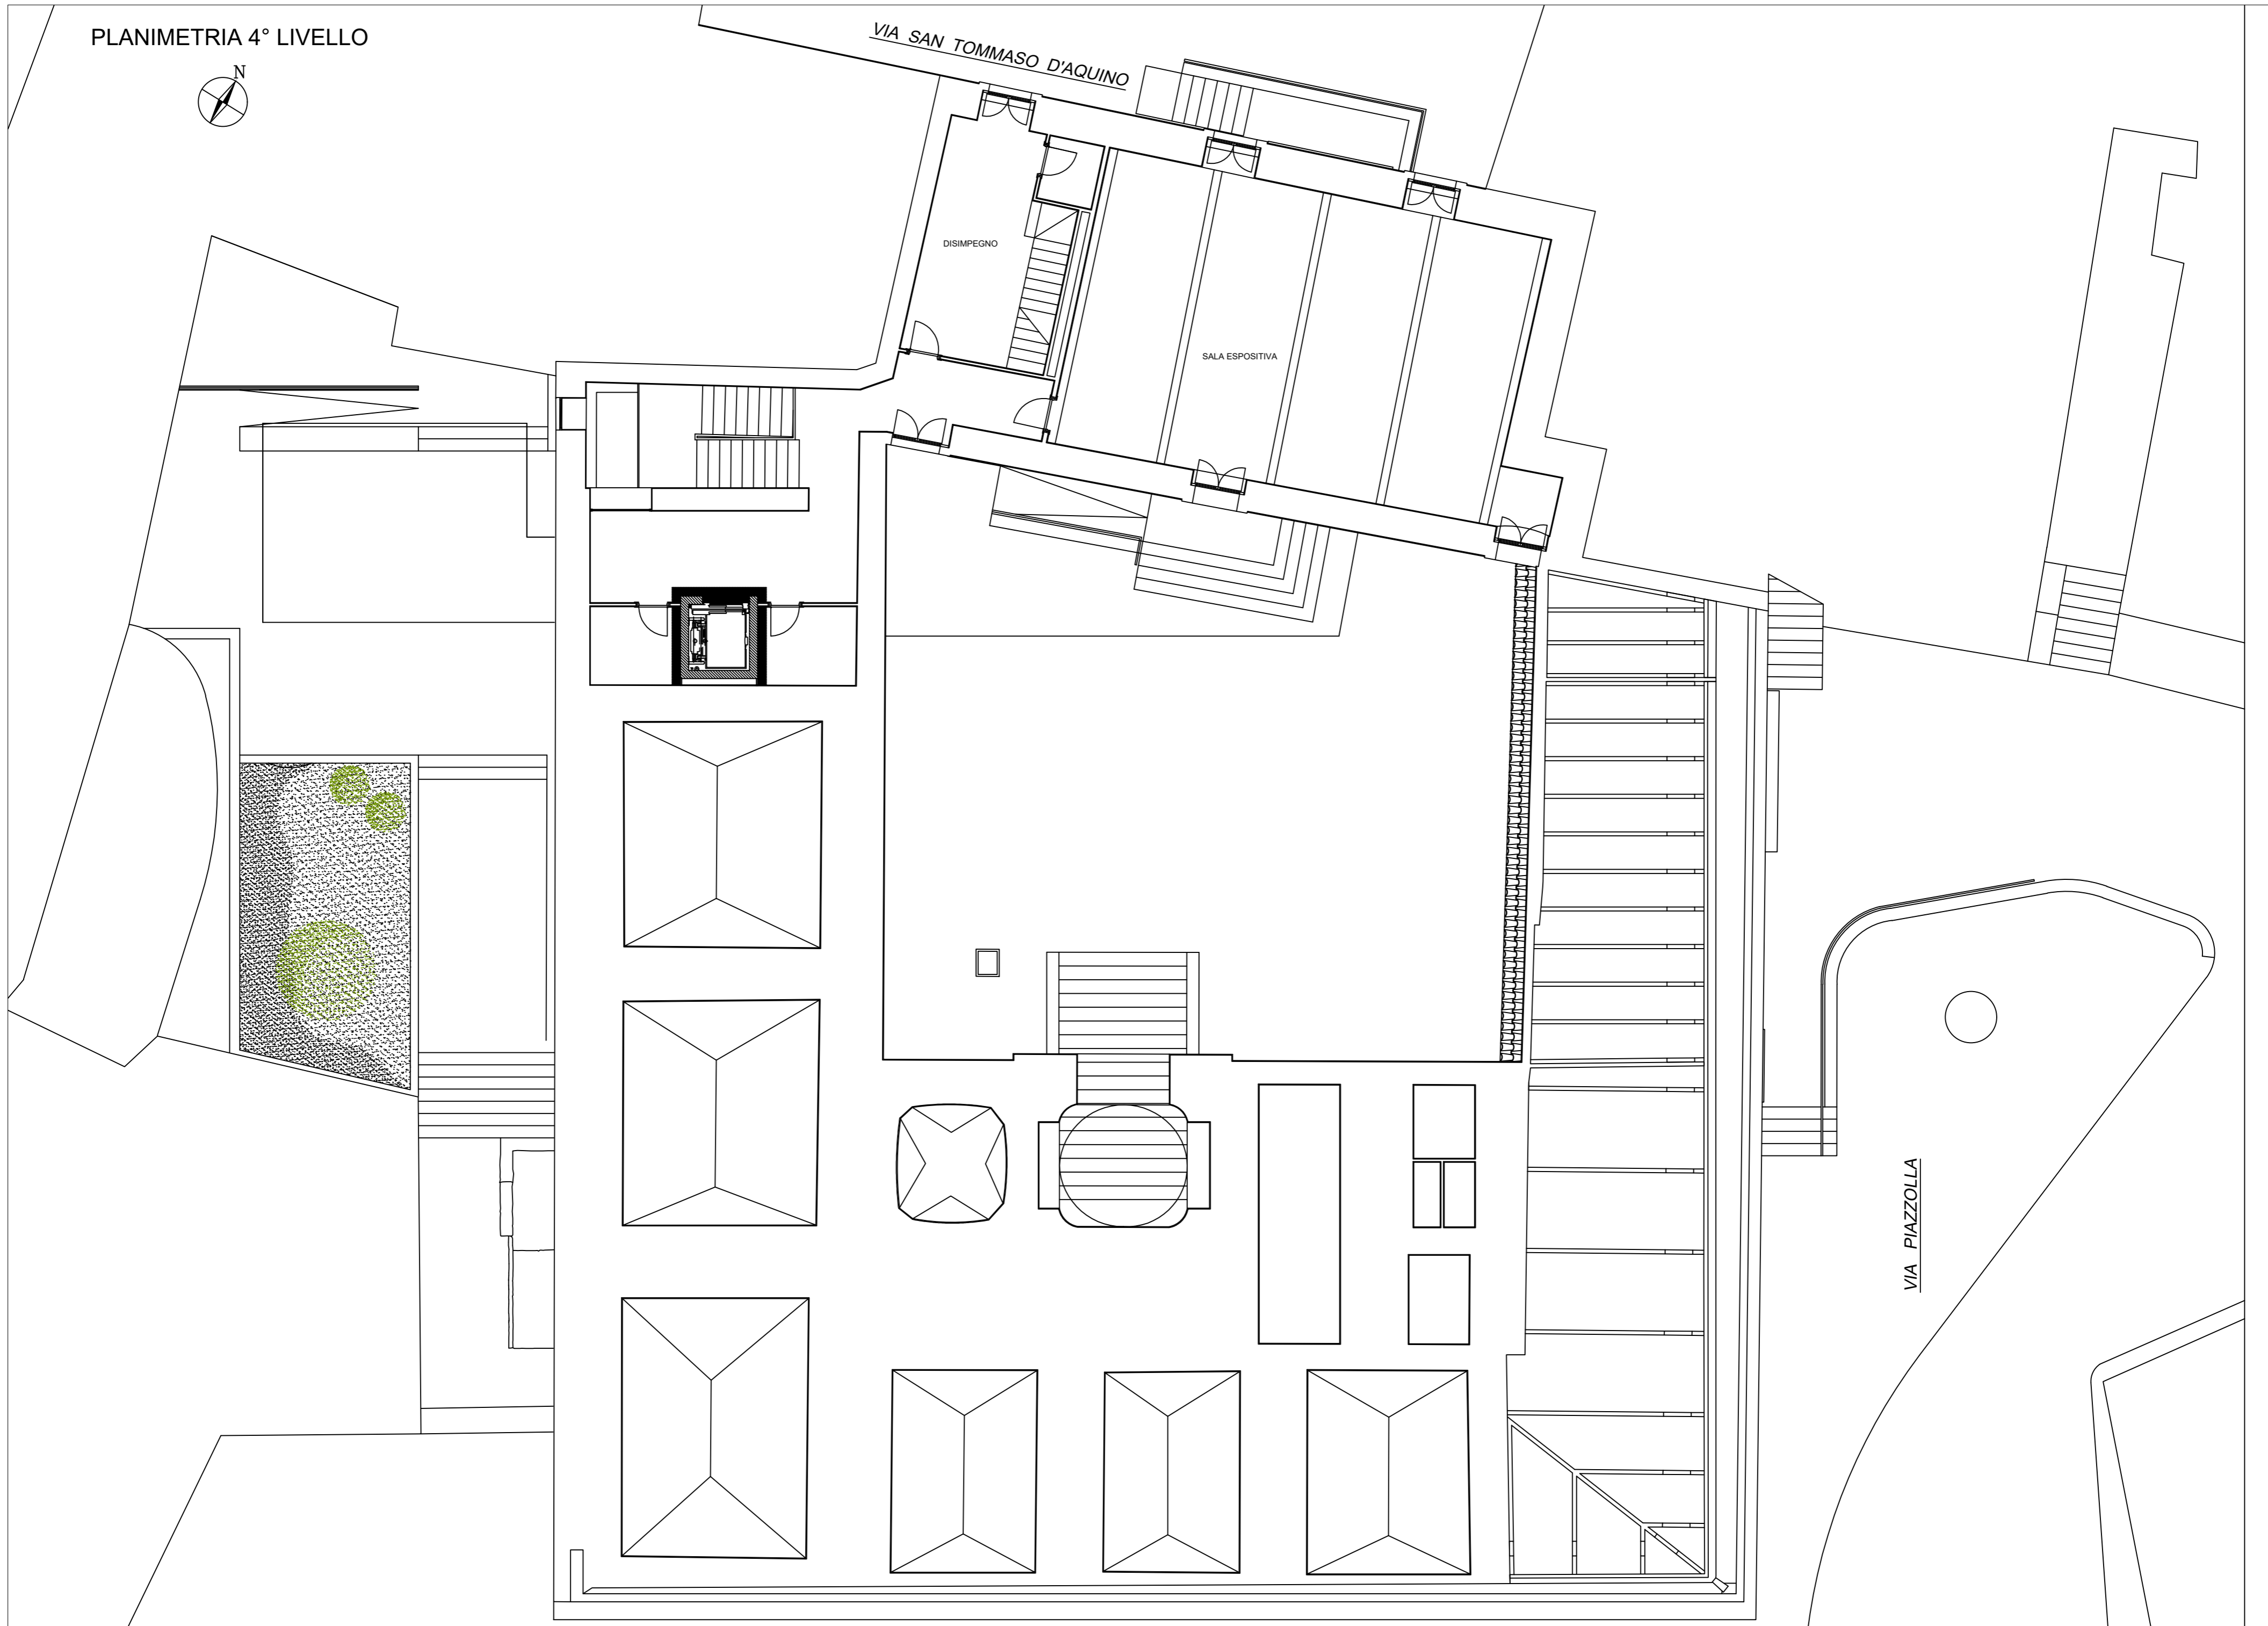 PLANIMETRIA 4° LIVELLO
N
VIA SAN TOMMASO D'AQUINO
DISIMPEGNO
SALA ESPOSITIVA
VIA PIAZZOLLA